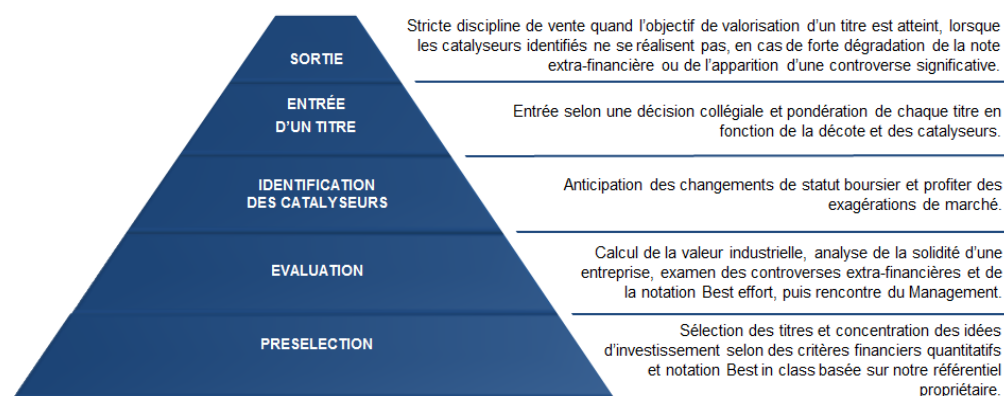 Stricte discipline de vente quand l'objectif de valorisation d'un titre est atteint, lorsque
les catalyseurs identifiés ne se réalisent pas, en cas de forte dégradation de la note
extra-financière ou de l'apparition d'une controverse significative.
SORTIE
ENTRÉE
D'UN TITRE
Entrée selon une décision collégiale et pondération de chaque titre en
fonction de la décote et des catalyseurs.
IDENTIFICATION
DES CATALYSEURS
Anticipation des changements de statut boursier et profiter des
exagérations de marché.
EVALUATION
Calcul de la valeur industrielle, analyse de la solidité d'une
entreprise, examen des controverses extra-financières et de
la notation Best effort, puis rencontre du Management.
PRESELECTION
Sélection des titres et concentration des idées
d'investissement selon des critères financiers quantitatifs
et notation Best in class basée sur notre référentiel
propriétaire.